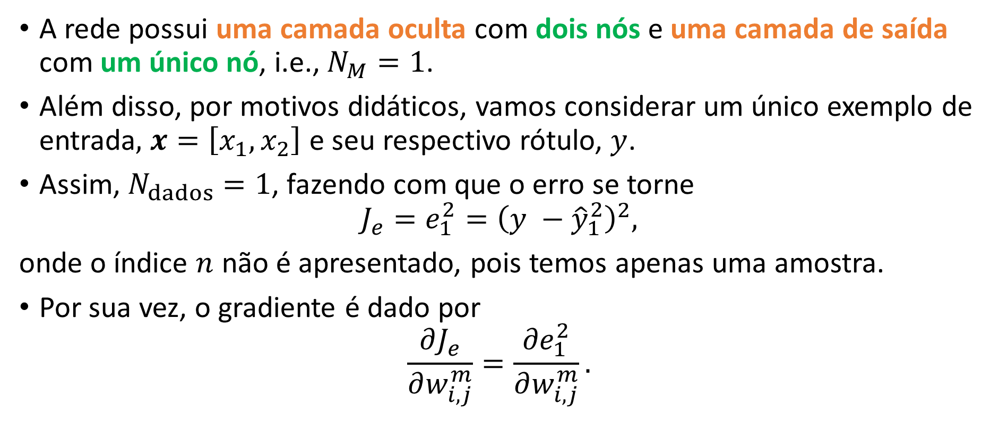 • A rede possui uma camada oculta com dois nós e uma camada de saída
com um único nó, i.e., $N_M = 1$.
• Além disso, por motivos didáticos, vamos considerar um único exemplo de
entrada, $\boldsymbol{x} = [x_1, x_2]$ e seu respectivo rótulo, $y$.
• Assim, $N_{\text{dados}} = 1$, fazendo com que o erro se torne
$J_e = e_1^2 = (y - \hat{y}_1^2)^2,$
onde o índice $n$ não é apresentado, pois temos apenas uma amostra.
• Por sua vez, o gradiente é dado por
$\frac{\partial J_e}{\partial w_{i,j}^m} = \frac{\partial e_1^2}{\partial w_{i,j}^m}.$